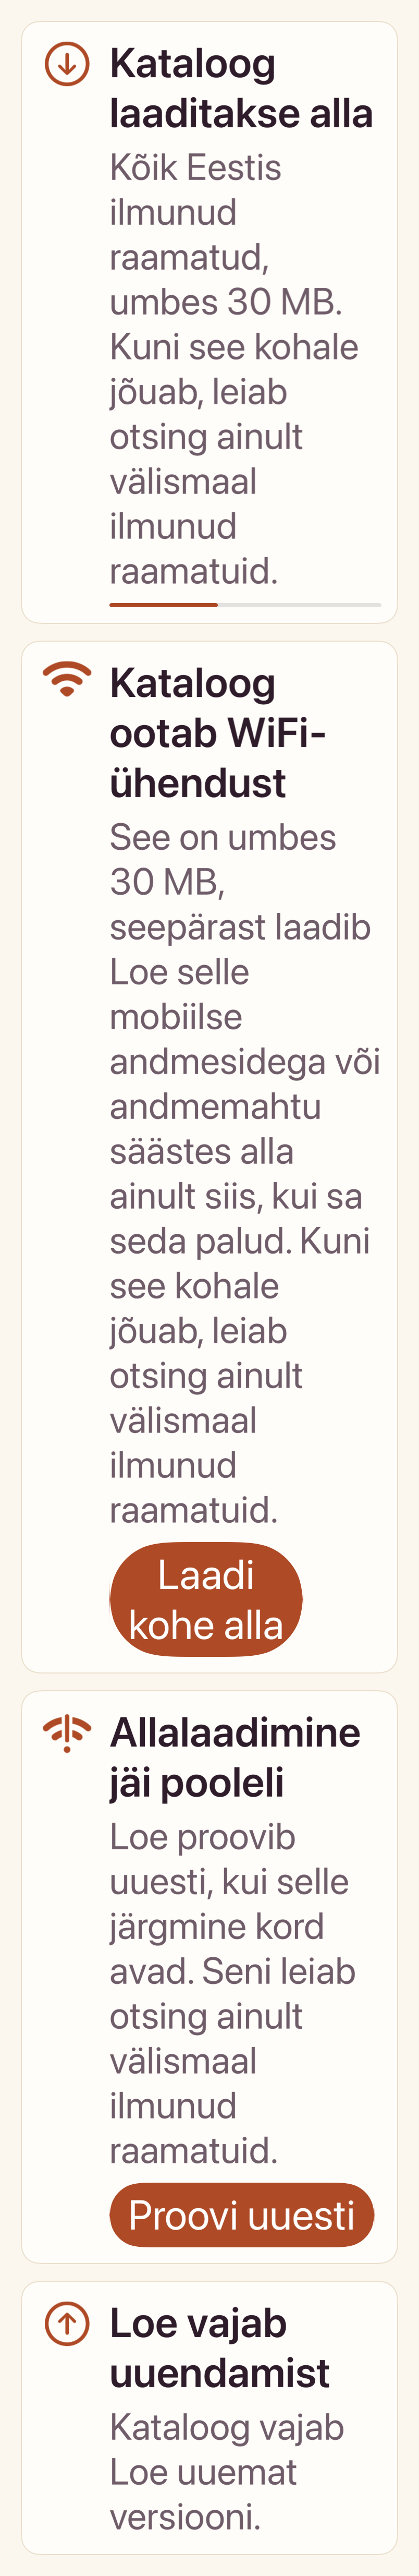 Kataloog
laaditakse alla
Kõik Eestis
ilmunud
raamatud,
umbes 30 MB.
Kuni see kohale
jõuab, leiab
otsing ainult
välismaal
ilmunud
raamatuid.
Kataloog
ootab WiFi-
ühendust
See on umbes
30 MB,
seepärast laadib
Loe selle
mobiilse
andmesidega või
andmemahtu
säästes alla
ainult siis, kui sa
seda palud. Kuni
see kohale
jõuab, leiab
otsing ainult
välismaal
ilmunud
raamatuid.
Laadi
kohe alla
Allalaadimine
jäi pooleli
Loe proovib
uuesti, kui selle
järgmine kord
avad. Seni leiab
otsing ainult
välismaal
ilmunud
raamatuid.
Proovi uuesti
Loe vajab
uuendamist
Kataloog vajab
Loe uuemat
versiooni.